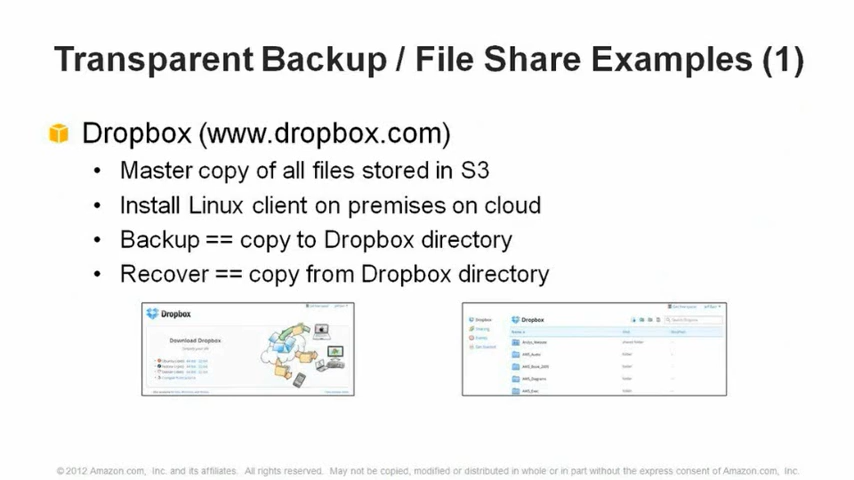 Transparent Backup / File Share Examples (1)
Dropbox (www.dropbox.com)
• Master copy of all files stored in S3
• Install Linux client on premises on cloud
• Backup == copy to Dropbox directory
• Recover == copy from Dropbox directory
Dropbox
Download Dropbox
Dropbox
Dropbox
© 2012 Amazon.com, Inc. and its affiliates. All rights reserved. May not be copied, modified or distributed in whole or in part without the express consent of Amazon.com, Inc.